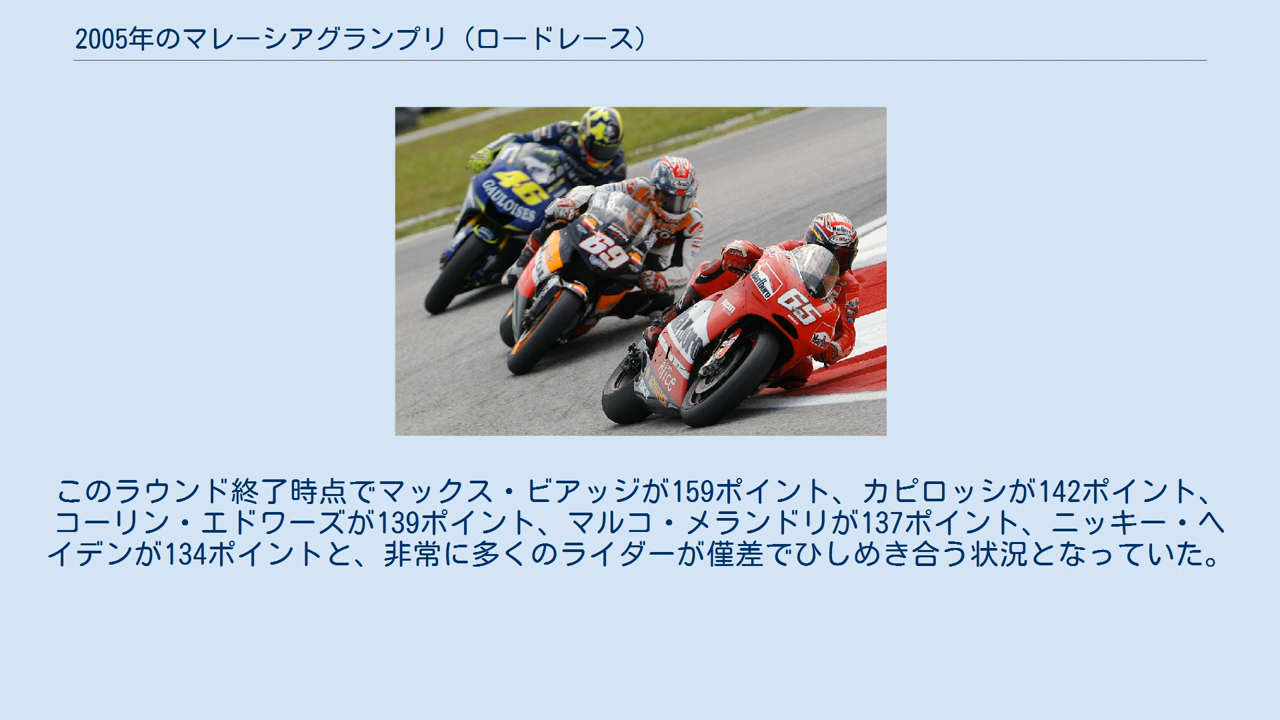 2005年のマレーシアグランプリ（ロードレース）
46
GAULOISES
69
Marlboro
65
Marlboro
Alice
このラウンド終了時点でマックス・ビアッジが159ポイント、カピロッシが142ポイント、
コーリン・エドワーズが139ポイント、マルコ・メランドリが137ポイント、ニッキー・ヘ
イデンが134ポイントと、非常に多くのライダーが僅差でひしめき合う状況となっていた。